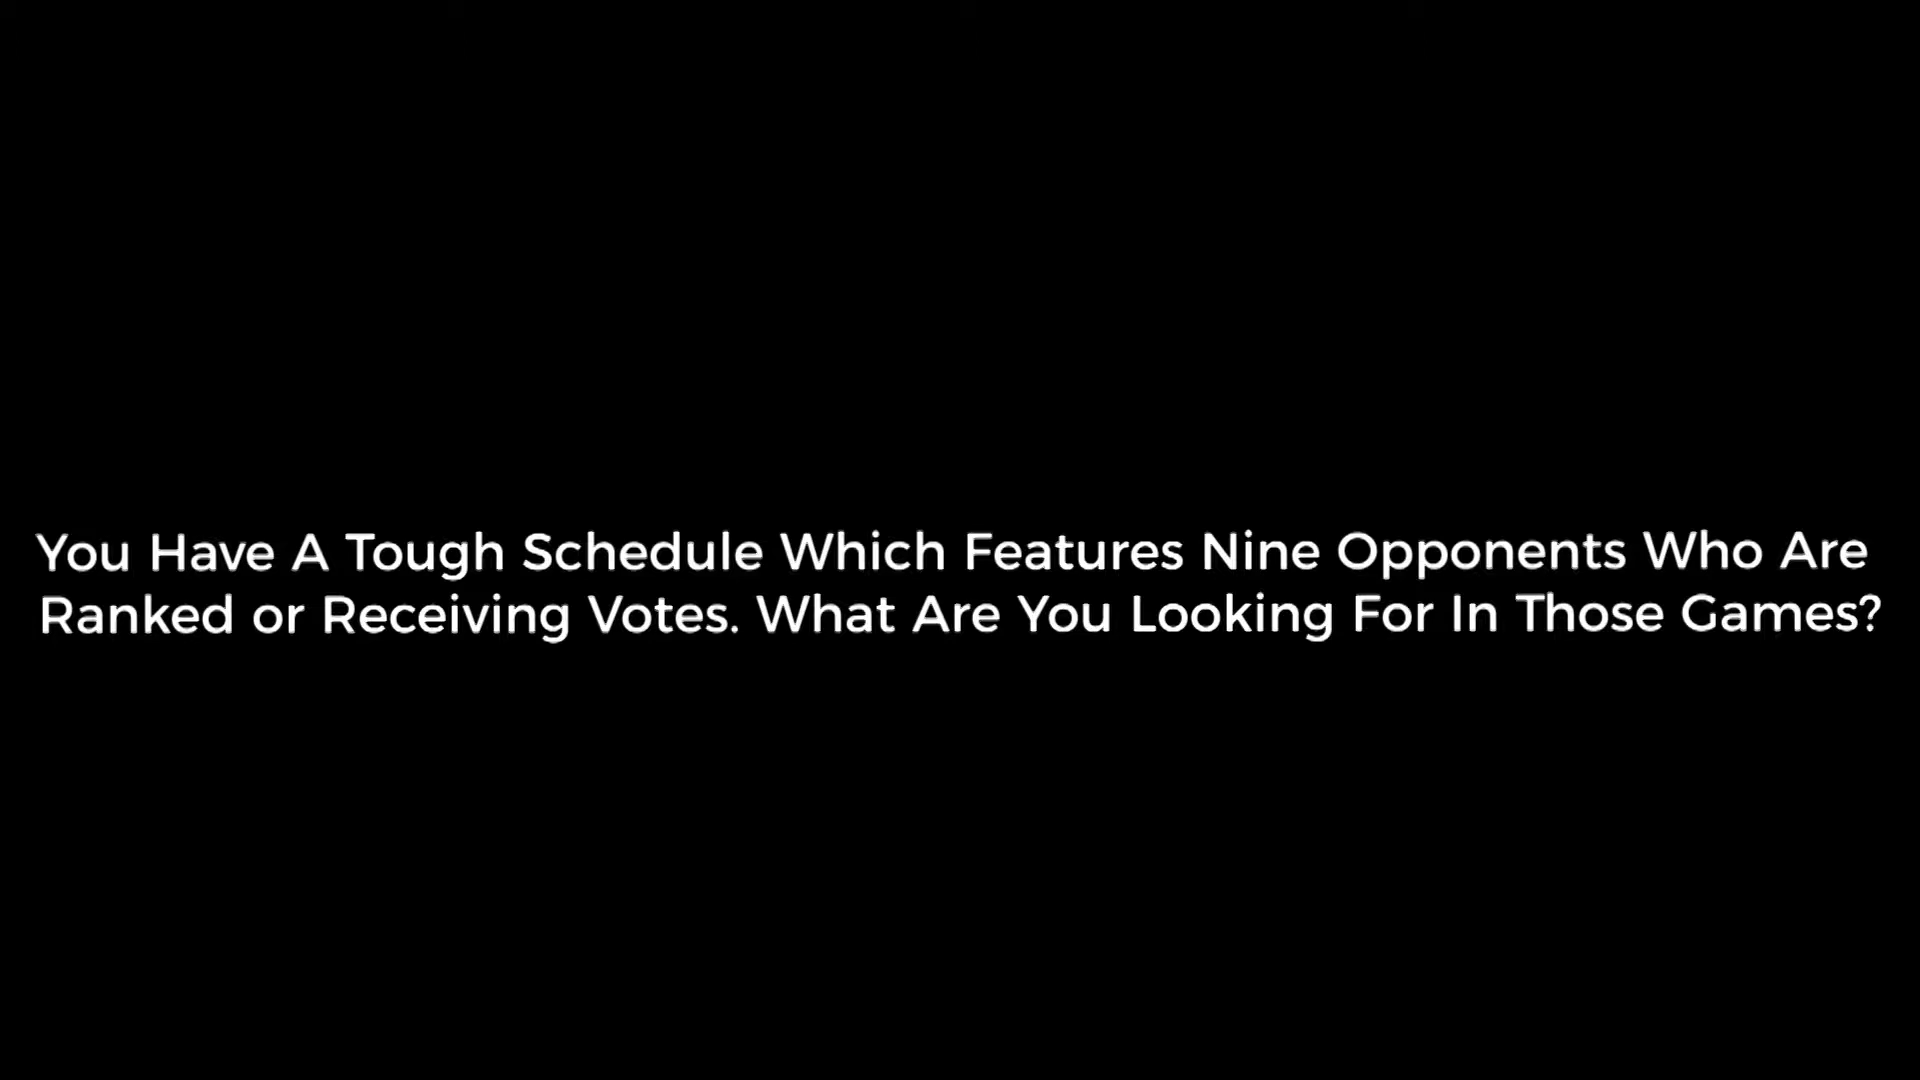 You Have A Tough Schedule Which Features Nine Opponents Who Are
Ranked or Receiving Votes. What Are You Looking For In Those Games?